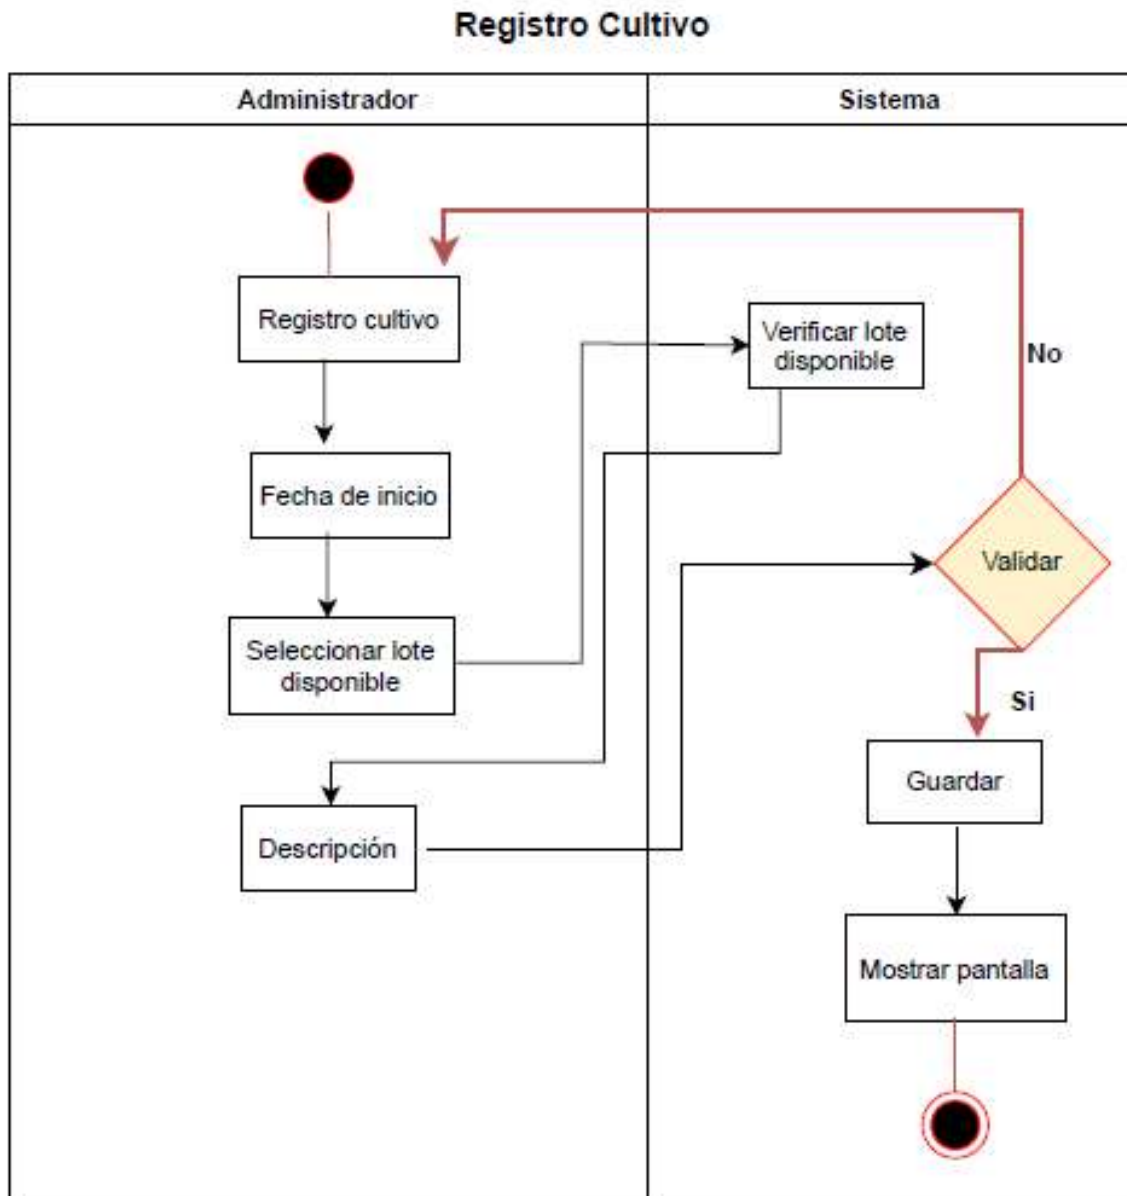 Registro Cultivo
Administrador
Sistema
Registro cultivo
Verificar lote
disponible
No
Fecha de inicio
Validar
Seleccionar lote
disponible
Si
Guardar
Descripción
Mostrar pantalla